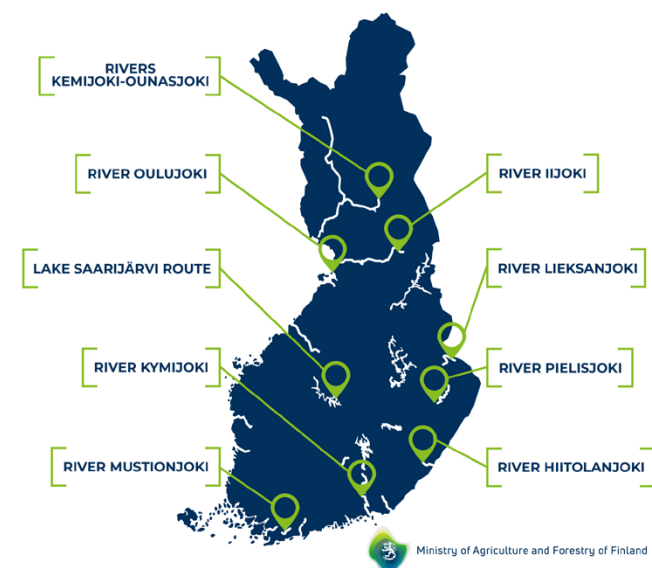 RIVERS
KEMIJOKI-OUNASJOKI
RIVER OULUJOKI
LAKE SAARIJÄRVI ROUTE
RIVER KYMIJOKI
RIVER MUSTIONJOKI
RIVER IIJOKI
RIVER LIEKSANJOKI
RIVER PIELISJOKI
RIVER HIITOLANJOKI
Ministry of Agriculture and Forestry of Finland